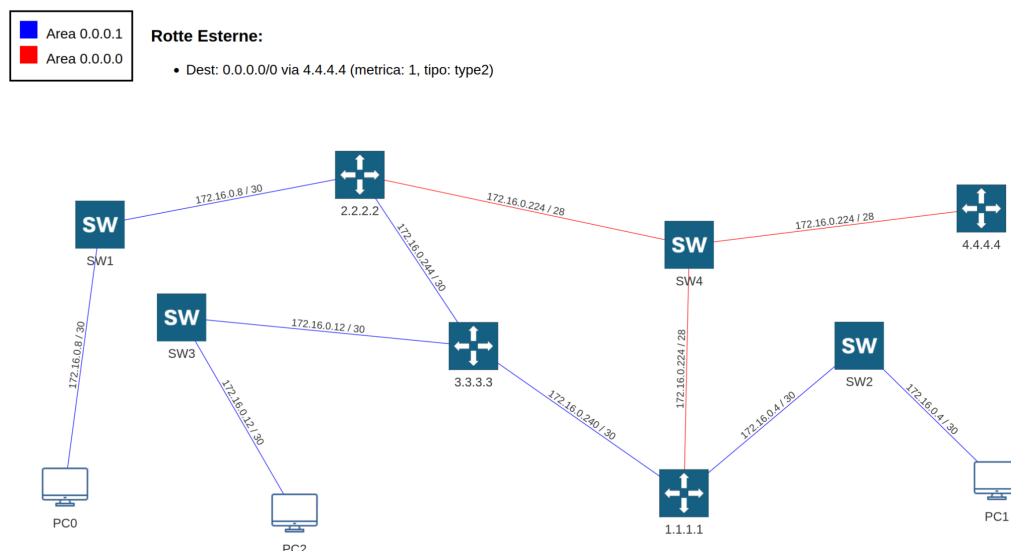 Area 0.0.0.1
Area 0.0.0.0
Rotte Esterne:
• Dest: 0.0.0.0/0 via 4.4.4.4 (metrica: 1, tipo: type2)
172.16.0.8 / 30
2.2.2.2
172.16.0.224 / 28
172.16.0.224 / 28
4.4.4.4
SW
SW1
172.16.0.244 / 30
SW
SW4
172.16.0.8 / 30
SW
SW3
172.16.0.12 / 30
3.3.3.3
172.16.0.224 / 28
SW
SW2
172.16.0.12 / 30
172.16.0.240 / 30
172.16.0.4 / 30
172.16.0.4 / 30
PC0
PC2
1.1.1.1
PC1